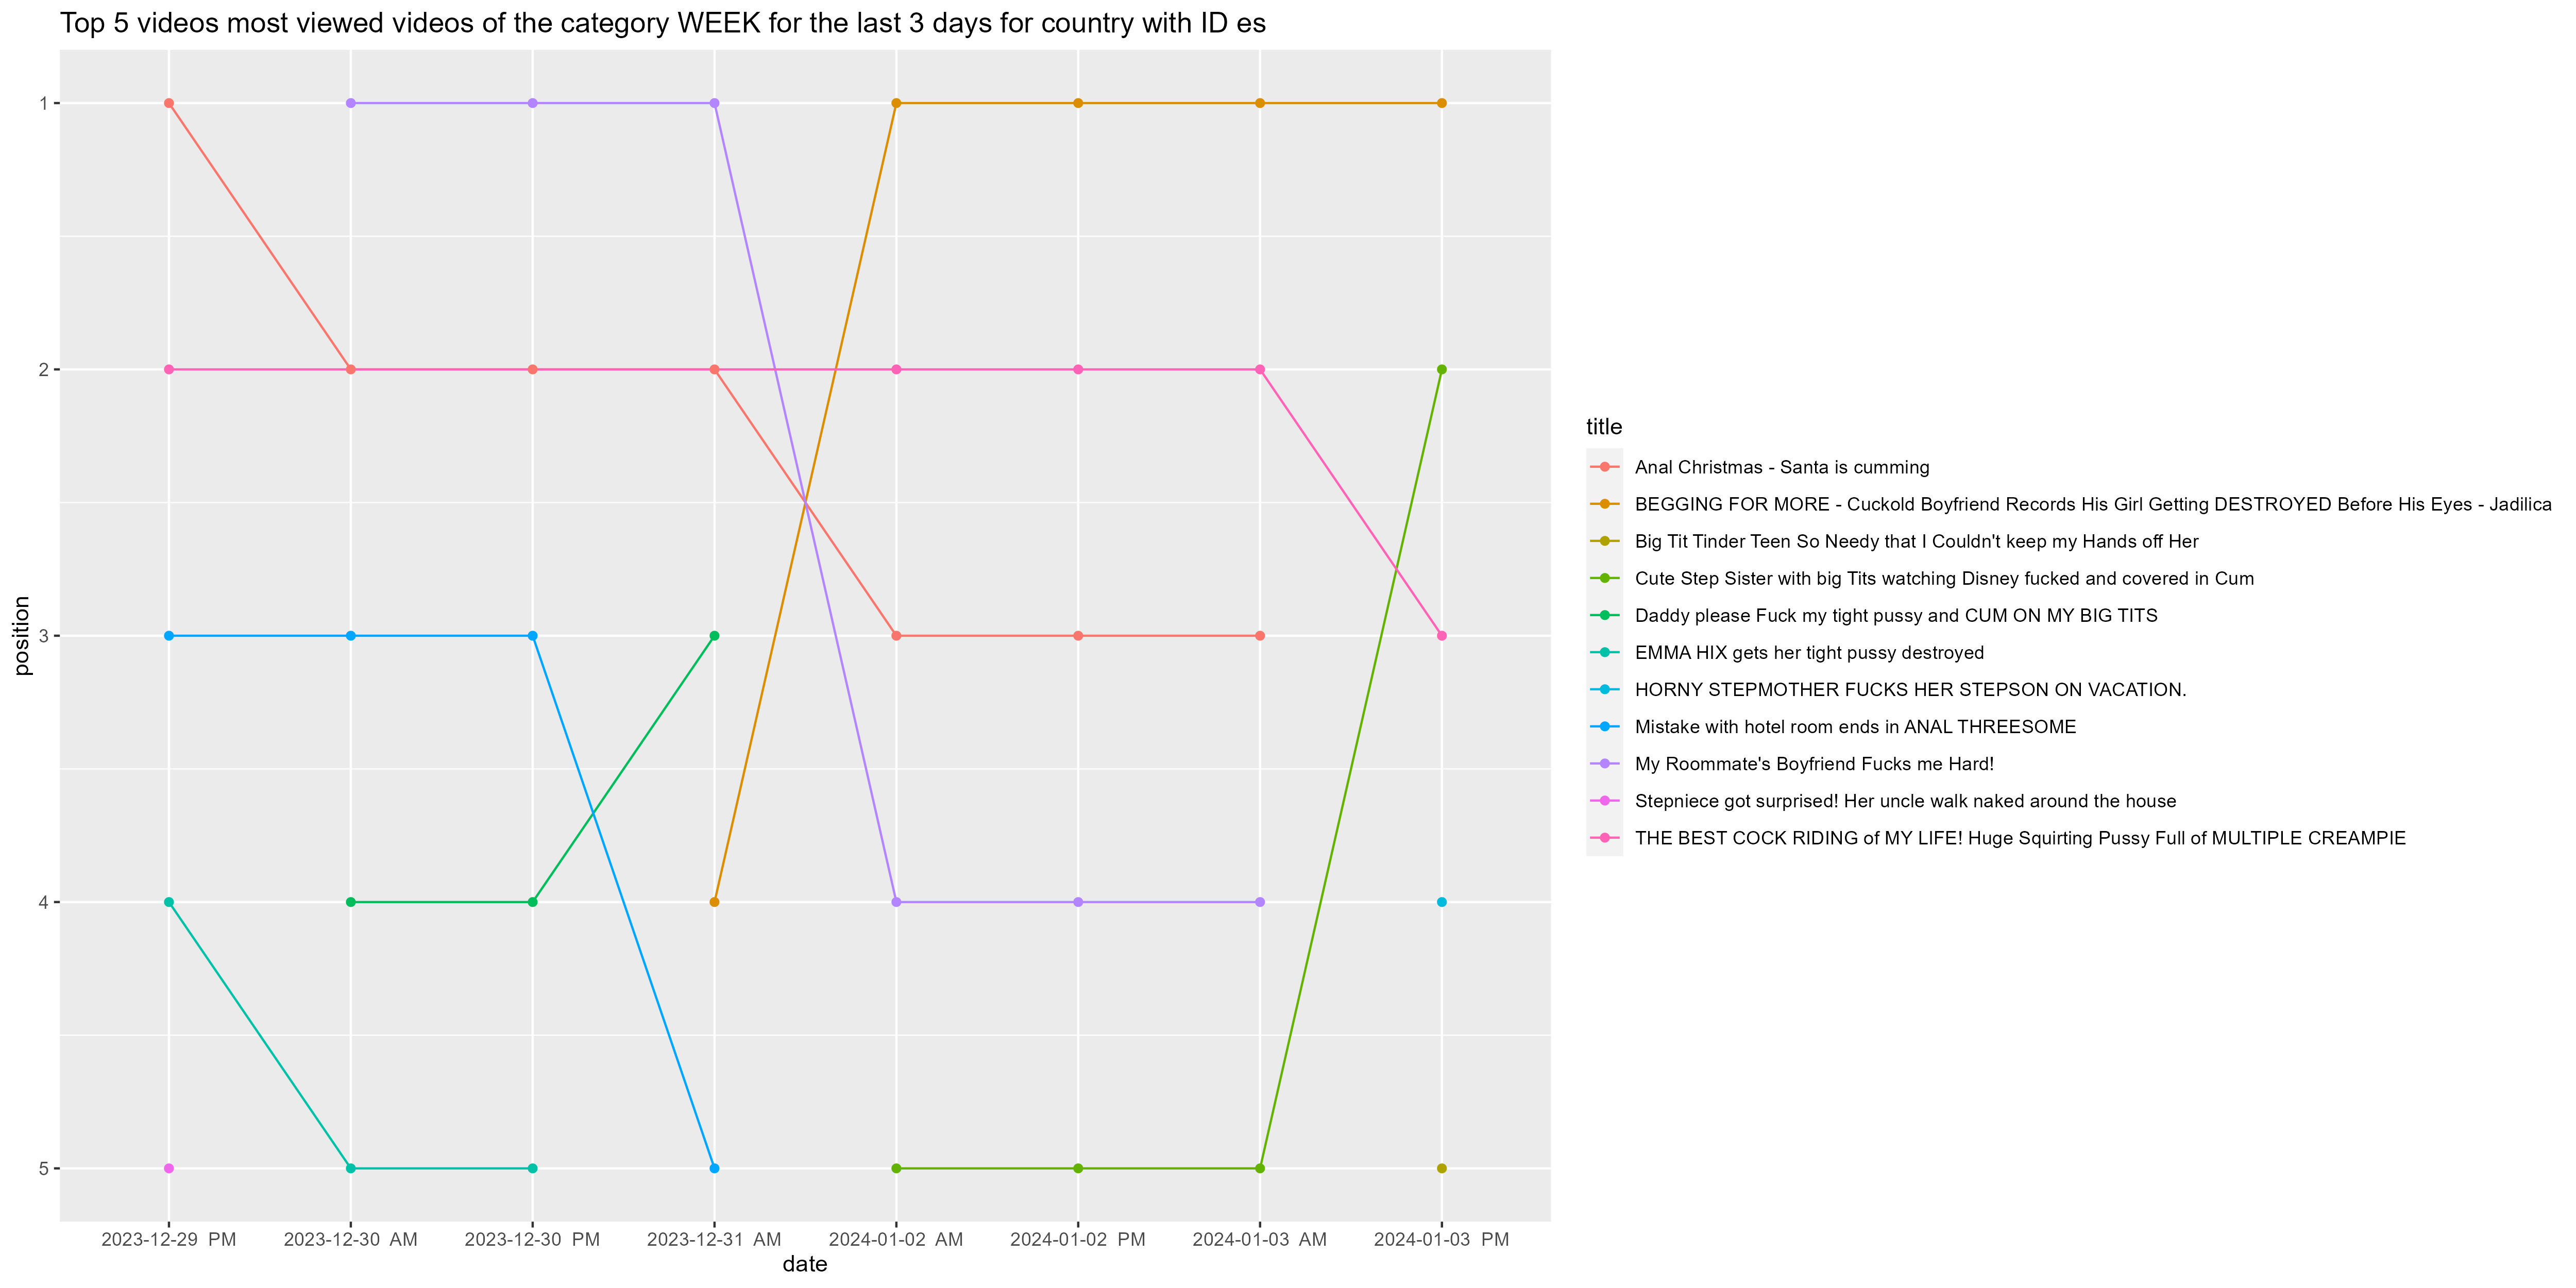 Top 5 videos most viewed videos of the category WEEK for the last 3 days for country with ID es
1
2
3
4
5
position
2023-12-29 PM
2023-12-30 AM
2023-12-30 PM
2023-12-31 AM
2024-01-02 AM
2024-01-02 PM
2024-01-03 AM
2024-01-03 PM
date
title
Anal Christmas - Santa is cumming
BEGGING FOR MORE - Cuckold Boyfriend Records His Girl Getting DESTROYED Before His Eyes - Jadilica
Big Tit Tinder Teen So Needy that I Couldn't keep my Hands off Her
Cute Step Sister with big Tits watching Disney fucked and covered in Cum
Daddy please Fuck my tight pussy and CUM ON MY BIG TITS
EMMA HIX gets her tight pussy destroyed
HORNY STEPMOTHER FUCKS HER STEPSON ON VACATION.
Mistake with hotel room ends in ANAL THREESOME
My Roommate's Boyfriend Fucks me Hard!
Stepniece got surprised! Her uncle walk naked around the house
THE BEST COCK RIDING of MY LIFE! Huge Squirting Pussy Full of MULTIPLE CREAMPIE